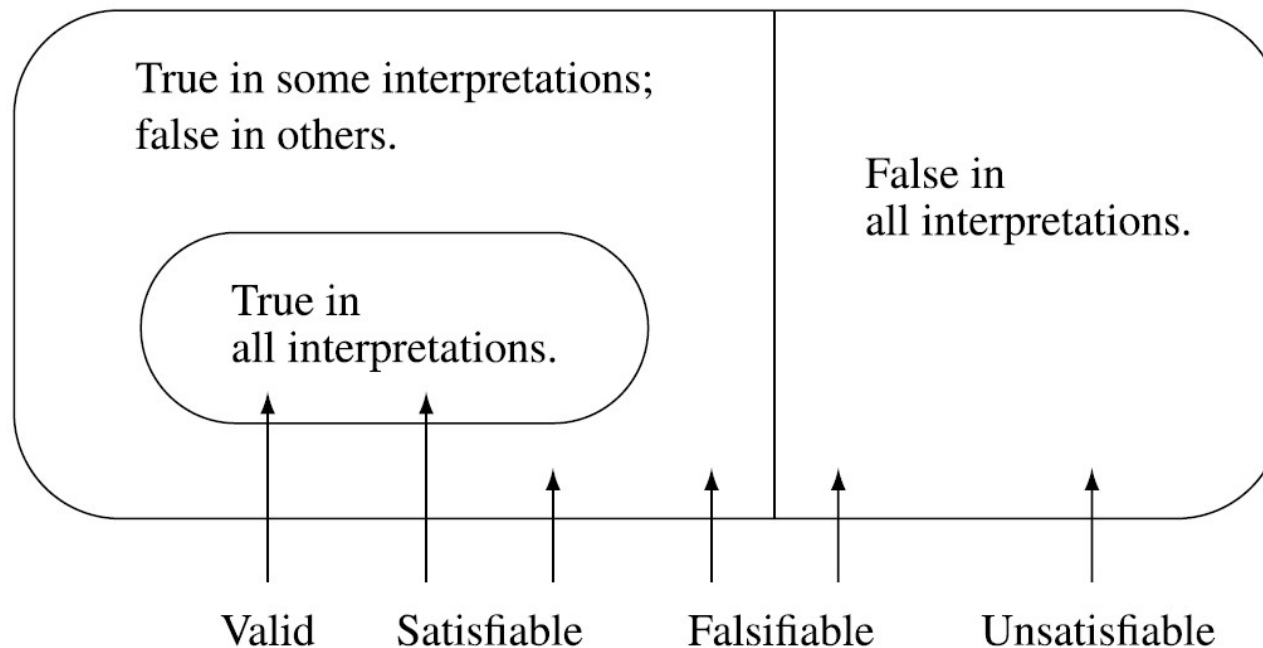 True in some interpretations;
false in others.
False in
all interpretations.
True in
all interpretations.
Valid Satisfiable Falsifiable Unsatisfiable